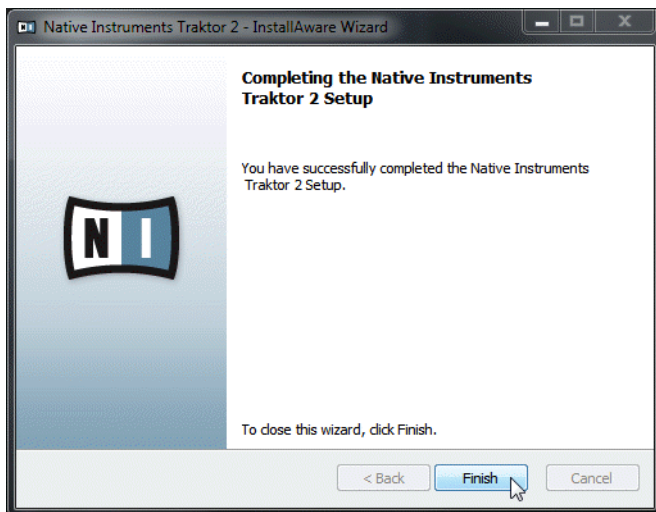 Native Instruments Traktor 2 - InstallAware Wizard
Completing the Native Instruments
Traktor 2 Setup
You have successfully completed the Native Instruments
Traktor 2 Setup.
N I
To close this wizard, click Finish.
< Back Finish Cancel